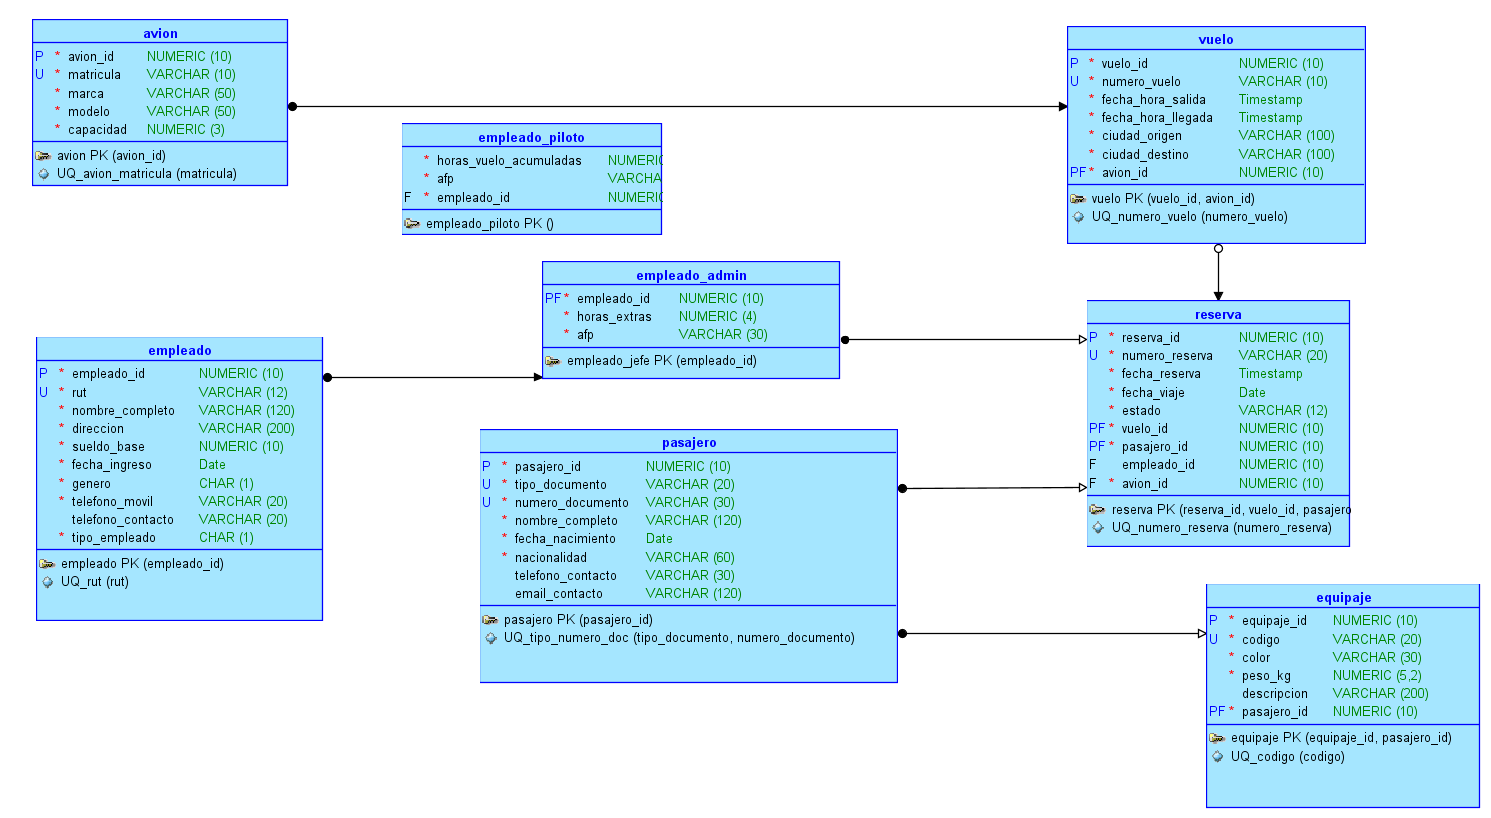 avion
P * avion_id NUMERIC (10)
U * matricula VARCHAR (10)
* marca VARCHAR (50)
* modelo VARCHAR (50)
* capacidad NUMERIC (3)
avion PK (avion_id)
UQ_avion_matricula (matricula)
vuelo
P * vuelo_id NUMERIC (10)
U * numero_vuelo VARCHAR (10)
* fecha_hora_salida Timestamp
* fecha_hora_llegada Timestamp
* ciudad_origen VARCHAR (100)
* ciudad_destino VARCHAR (100)
PF * avion_id NUMERIC (10)
vuelo PK (vuelo_id, avion_id)
UQ_numero_vuelo (numero_vuelo)
empleado_piloto
* horas_vuelo_acumuladas NUMERIC
* afp VARCHA
F * empleado_id NUMERIC
empleado_piloto PK ()
empleado_admin
PF * empleado_id NUMERIC (10)
* horas_extras NUMERIC (4)
* afp VARCHAR (30)
empleado_jefe PK (empleado_id)
reserva
P * reserva_id NUMERIC (10)
U * numero_reserva VARCHAR (20)
* fecha_reserva Timestamp
* fecha_viaje Date
* estado VARCHAR (12)
PF * vuelo_id NUMERIC (10)
PF * pasajero_id NUMERIC (10)
F empleado_id NUMERIC (10)
F * avion_id NUMERIC (10)
reserva PK (reserva_id, vuelo_id, pasajero
UQ_numero_reserva (numero_reserva)
empleado
P * empleado_id NUMERIC (10)
U * rut VARCHAR (12)
* nombre_completo VARCHAR (120)
* direccion VARCHAR (200)
* sueldo_base NUMERIC (10)
* fecha_ingreso Date
* genero CHAR (1)
* telefono_movil VARCHAR (20)
telefono_contacto VARCHAR (20)
* tipo_empleado CHAR (1)
empleado PK (empleado_id)
UQ_rut (rut)
pasajero
P * pasajero_id NUMERIC (10)
U * tipo_documento VARCHAR (20)
U * numero_documento VARCHAR (30)
* nombre_completo VARCHAR (120)
* fecha_nacimiento Date
* nacionalidad VARCHAR (60)
telefono_contacto VARCHAR (30)
email_contacto VARCHAR (120)
pasajero PK (pasajero_id)
UQ_tipo_numero_doc (tipo_documento, numero_documento)
equipaje
P * equipaje_id NUMERIC (10)
U * codigo VARCHAR (20)
* color VARCHAR (30)
* peso_kg NUMERIC (5,2)
descripcion VARCHAR (200)
PF * pasajero_id NUMERIC (10)
equipaje PK (equipaje_id, pasajero_id)
UQ_codigo (codigo)